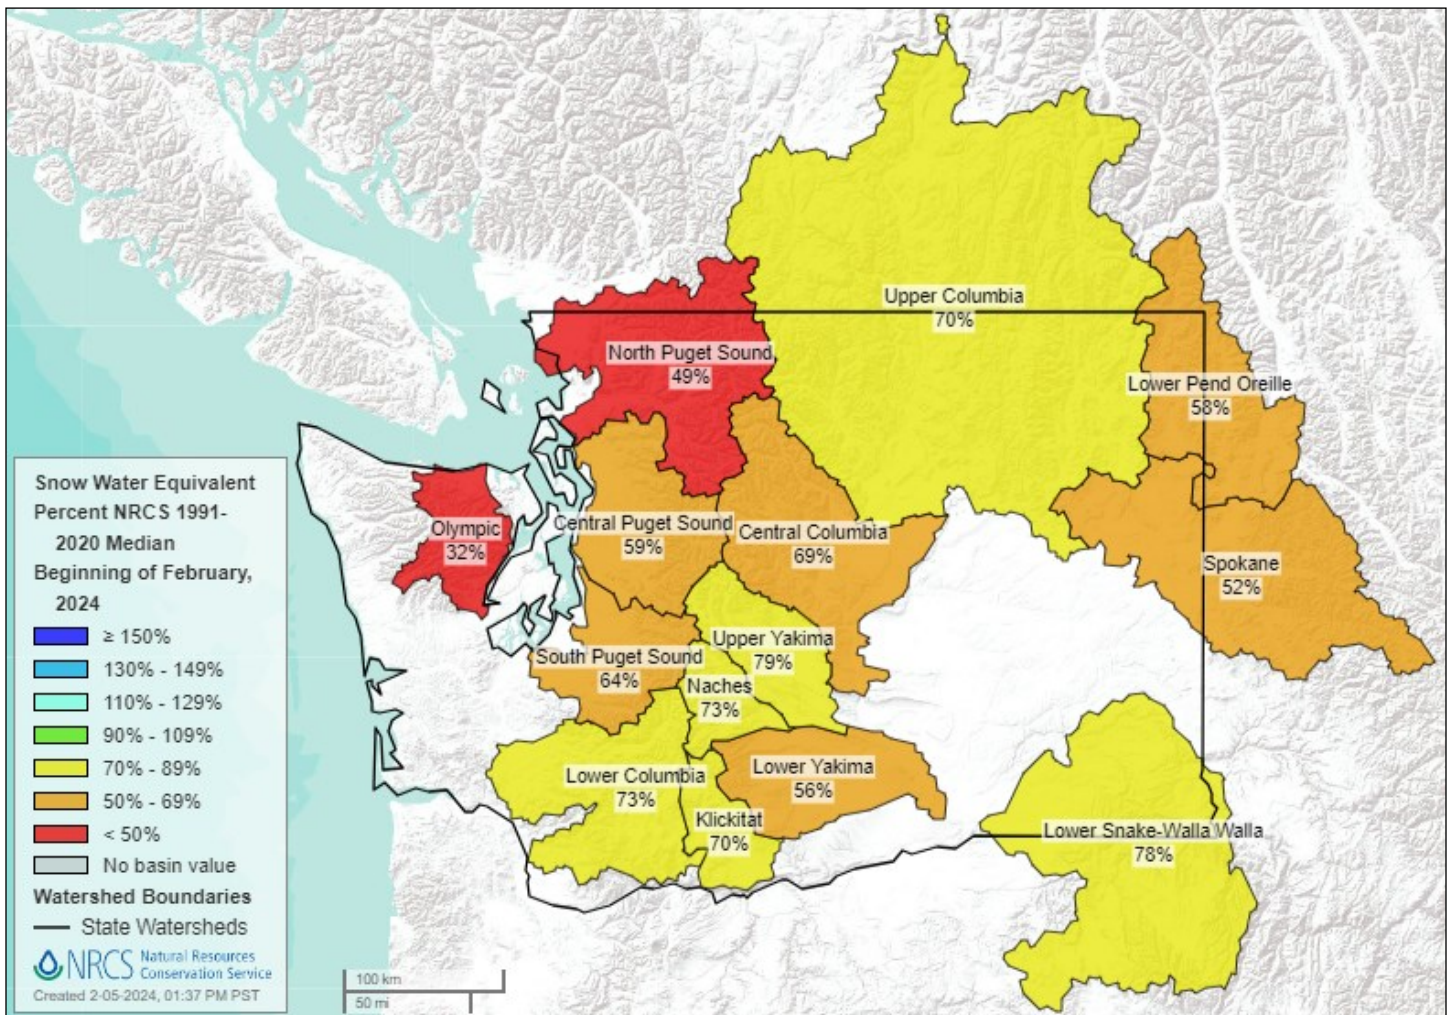 Upper Columbia
70%
North Puget Sound
49%
Lower Pend Oreille
58%
Olympic
32%
Central Puget Sound
59%
Central Columbia
69%
Spokane
52%
South Puget Sound
64%
Upper Yakima
79%
Naches
73%
Lower Columbia
73%
Lower Yakima
56%
Klickitat
70%
Lower Snake-Walla Walla
78%
Snow Water Equivalent
Percent NRCS 1991-
2020 Median
Beginning of February,
2024
≥ 150%
130% - 149%
110% - 129%
90% - 109%
70% - 89%
50% - 69%
< 50%
No basin value
Watershed Boundaries
State Watersheds
NRCS Natural Resources
Conservation Service
Created 2-05-2024, 01:37 PM PST
100 km
50 mi